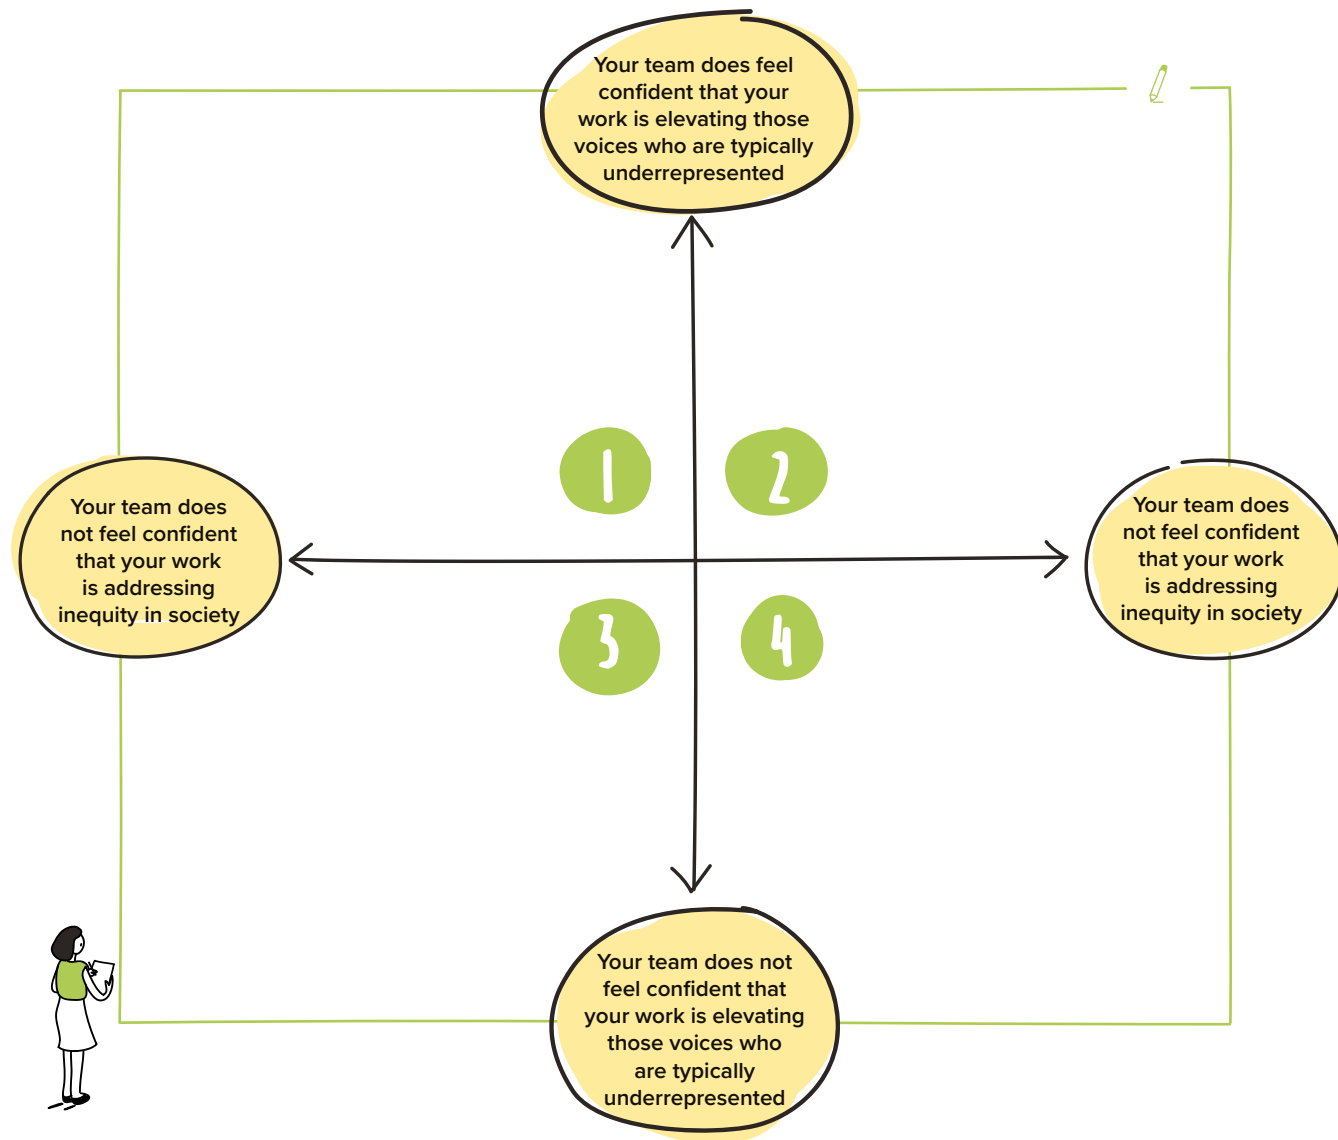 Your team does feel
confident that your
work is elevating those
voices who are typically
underrepresented
1
2
Your team does
not feel confident
that your work
is addressing
inequity in society
Your team does
not feel confident
that your work
is addressing
inequity in society
3
4
Your team does not
feel confident that
your work is elevating
those voices who
are typically
underrepresented